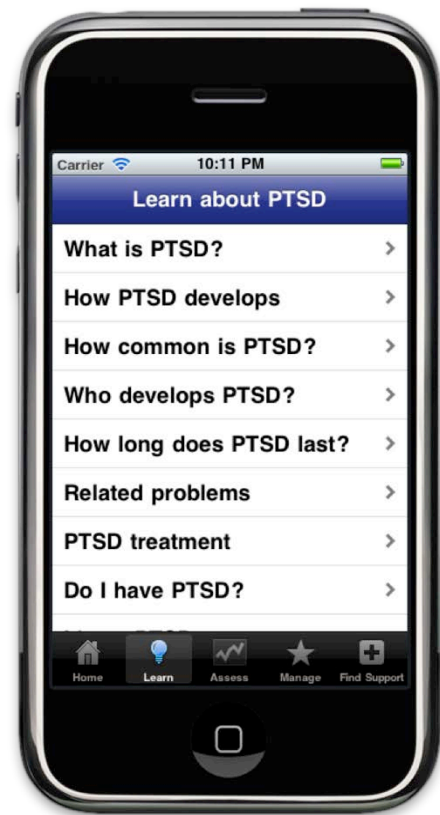 Carrier 10:11 PM
Learn about PTSD
What is PTSD?
How PTSD develops
How common is PTSD?
Who develops PTSD?
How long does PTSD last?
Related problems
PTSD treatment
Do I have PTSD?
Home Learn Assess Manage Find Support